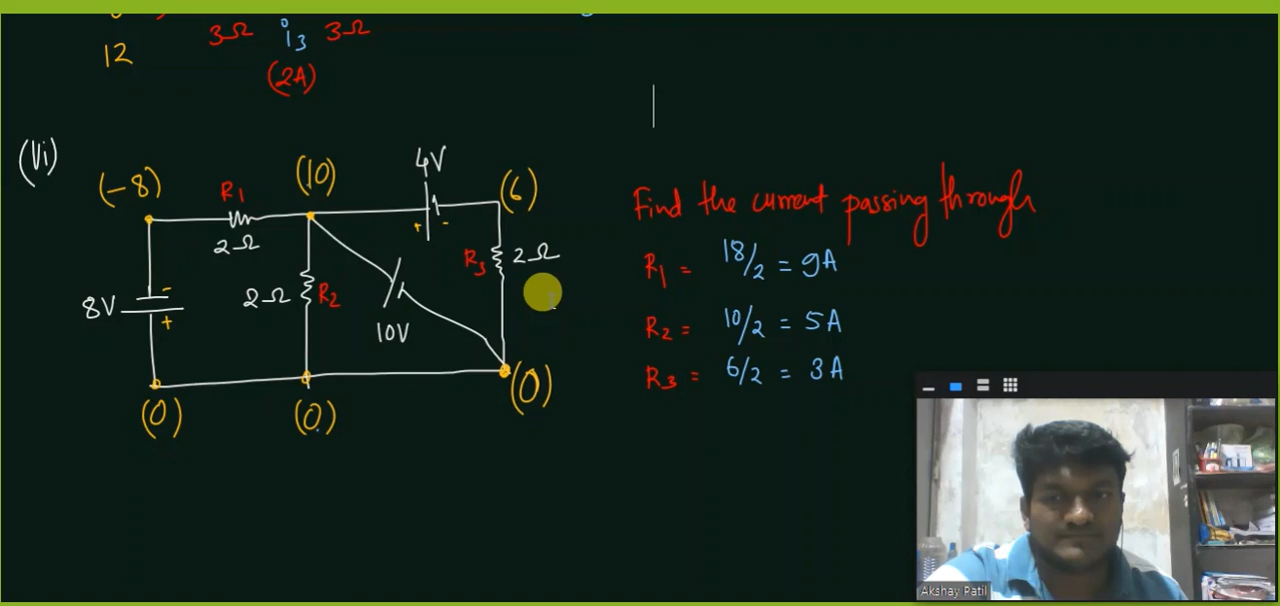 3Ω i3 3Ω
12
(2A)
(Vi)
4V
(-8) R1 (10) (6)
2Ω
+ -
R3 2Ω
8V - +
2Ω R2
10V
(0) (0) (0)
Find the current passing through
R1 = 18/2 = 9A
R2 = 10/2 = 5A
R3 = 6/2 = 3A
Akshay Patil